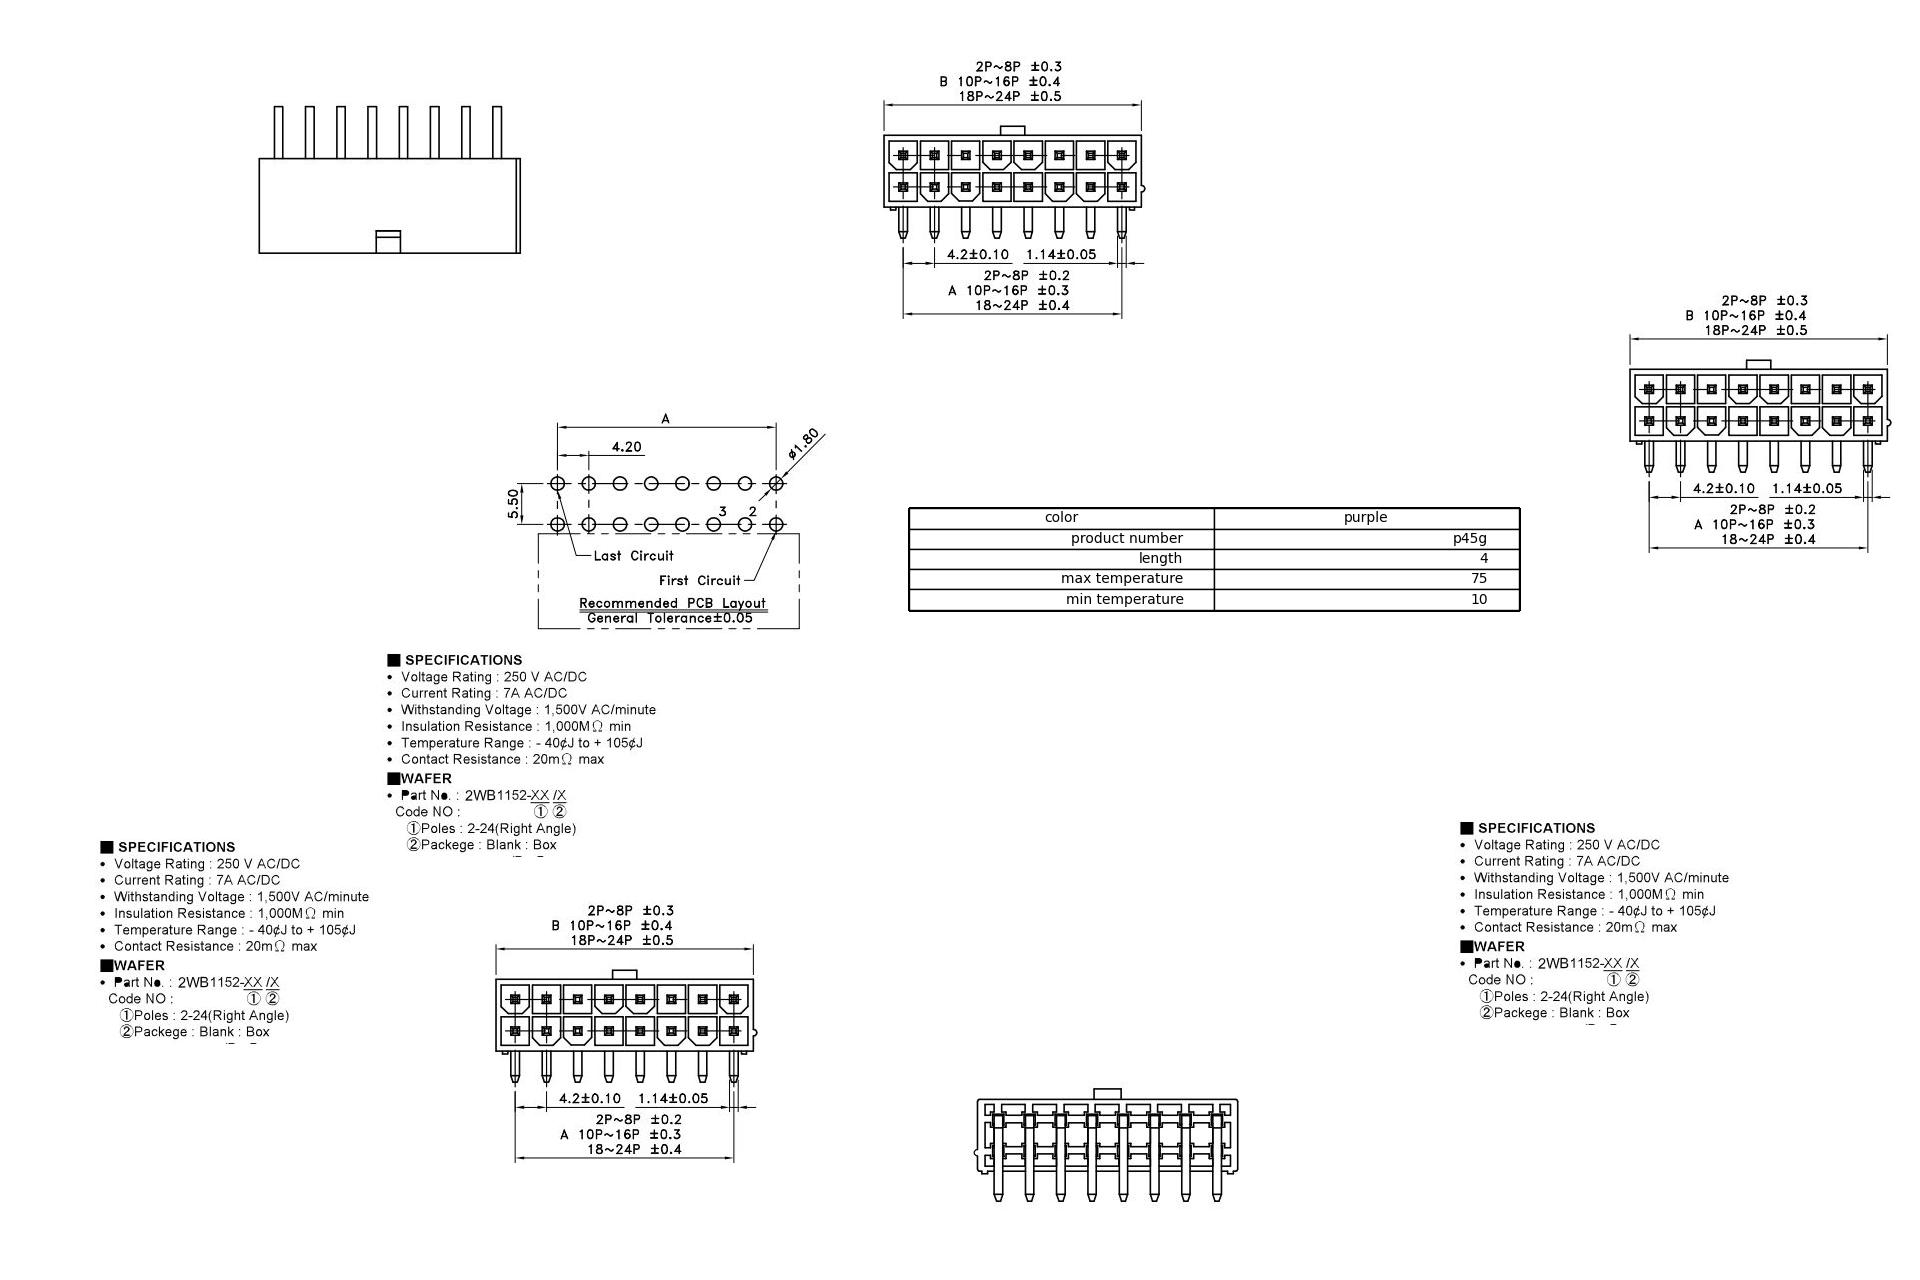 2P~8P ±0.3
B 10P~16P ±0.4
18P~24P ±0.5
4.2±0.10 1.14±0.05
2P~8P ±0.2
A 10P~16P ±0.3
18~24P ±0.4
2P~8P ±0.3
B 10P~16P ±0.4
18P~24P ±0.5
4.2±0.10 1.14±0.05
2P~8P ±0.2
A 10P~16P ±0.3
18~24P ±0.4
A
4.20
ø1.80
5.50
3 2
Last Circuit
First Circuit
Recommended PCB Layout
General Tolerance±0.05
color purple
product number p45g
length 4
max temperature 75
min temperature 10
■ SPECIFICATIONS
• Voltage Rating : 250 V AC/DC
• Current Rating : 7A AC/DC
• Withstanding Voltage : 1,500V AC/minute
• Insulation Resistance : 1,000MΩ min
• Temperature Range : - 40¢J to + 105¢J
• Contact Resistance : 20mΩ max
■WAFER
• Part No. : 2WB1152-XX /X
Code NO : ① ②
①Poles : 2-24(Right Angle)
②Packege : Blank : Box
■ SPECIFICATIONS
• Voltage Rating : 250 V AC/DC
• Current Rating : 7A AC/DC
• Withstanding Voltage : 1,500V AC/minute
• Insulation Resistance : 1,000MΩ min
• Temperature Range : - 40¢J to + 105¢J
• Contact Resistance : 20mΩ max
■WAFER
• Part No. : 2WB1152-XX /X
Code NO : ① ②
①Poles : 2-24(Right Angle)
②Packege : Blank : Box
■ SPECIFICATIONS
• Voltage Rating : 250 V AC/DC
• Current Rating : 7A AC/DC
• Withstanding Voltage : 1,500V AC/minute
• Insulation Resistance : 1,000MΩ min
• Temperature Range : - 40¢J to + 105¢J
• Contact Resistance : 20mΩ max
■WAFER
• Part No. : 2WB1152-XX /X
Code NO : ① ②
①Poles : 2-24(Right Angle)
②Packege : Blank : Box
2P~8P ±0.3
B 10P~16P ±0.4
18P~24P ±0.5
4.2±0.10 1.14±0.05
2P~8P ±0.2
A 10P~16P ±0.3
18~24P ±0.4